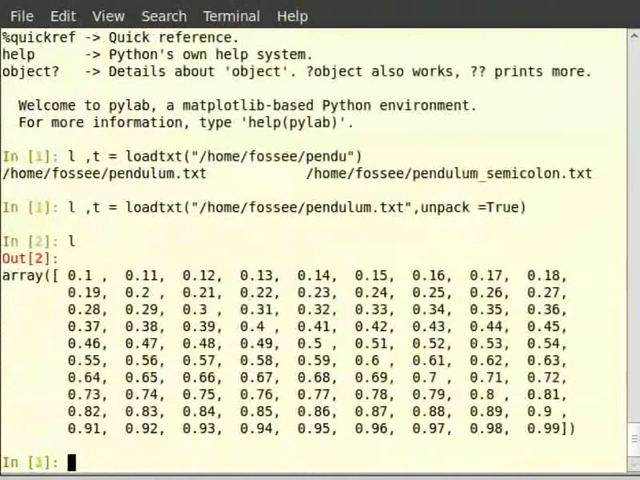 File Edit View Search Terminal Help
%quickref -> Quick reference.
help -> Python's own help system.
object? -> Details about 'object'. ?object also works, ?? prints more.
Welcome to pylab, a matplotlib-based Python environment.
For more information, type 'help(pylab)'.
In [1]: l ,t = loadtxt("/home/fossee/pendu")
/home/fossee/pendulum.txt /home/fossee/pendulum_semicolon.txt
In [1]: l ,t = loadtxt("/home/fossee/pendulum.txt",unpack =True)
In [2]: l
Out[2]:
array([ 0.1 , 0.11, 0.12, 0.13, 0.14, 0.15, 0.16, 0.17, 0.18,
0.19, 0.2 , 0.21, 0.22, 0.23, 0.24, 0.25, 0.26, 0.27,
0.28, 0.29, 0.3 , 0.31, 0.32, 0.33, 0.34, 0.35, 0.36,
0.37, 0.38, 0.39, 0.4 , 0.41, 0.42, 0.43, 0.44, 0.45,
0.46, 0.47, 0.48, 0.49, 0.5 , 0.51, 0.52, 0.53, 0.54,
0.55, 0.56, 0.57, 0.58, 0.59, 0.6 , 0.61, 0.62, 0.63,
0.64, 0.65, 0.66, 0.67, 0.68, 0.69, 0.7 , 0.71, 0.72,
0.73, 0.74, 0.75, 0.76, 0.77, 0.78, 0.79, 0.8 , 0.81,
0.82, 0.83, 0.84, 0.85, 0.86, 0.87, 0.88, 0.89, 0.9 ,
0.91, 0.92, 0.93, 0.94, 0.95, 0.96, 0.97, 0.98, 0.99])
In [3]: